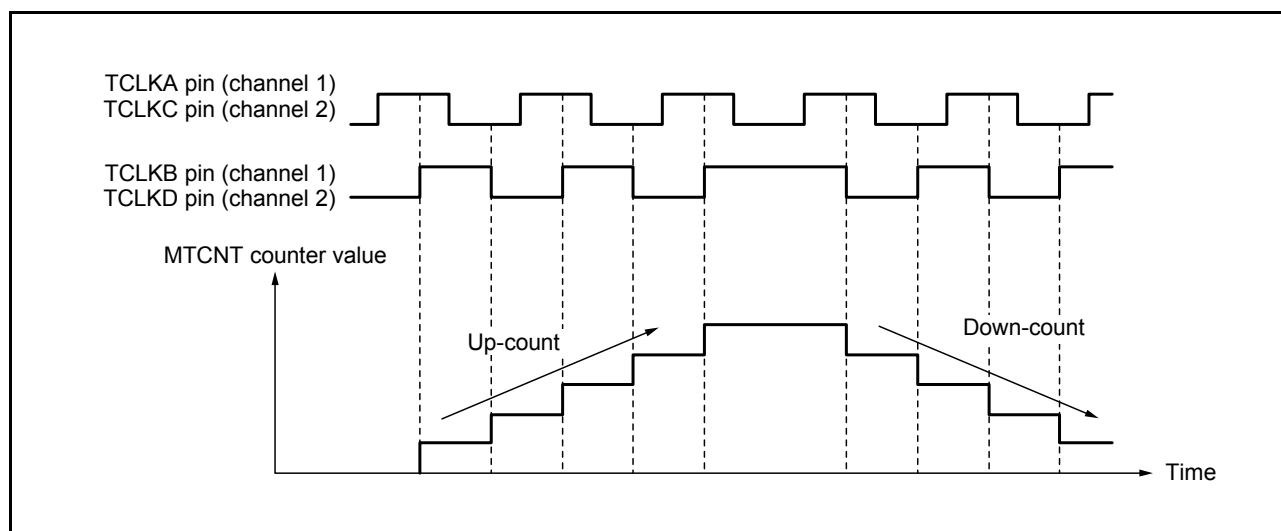 TCLKA pin (channel 1)
TCLKC pin (channel 2)
TCLKB pin (channel 1)
TCLKD pin (channel 2)
MTCNT counter value
Up-count
Down-count
Time